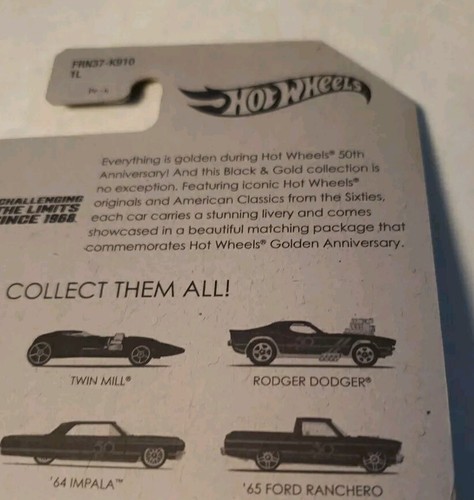 FRN37-K910
1L
HOT WHEELS
Everything is golden during Hot Wheels® 50th
Anniversary! And this Black & Gold collection is
no exception. Featuring iconic Hot Wheels®
originals and American Classics from the Sixties,
each car carries a stunning livery and comes
showcased in a beautiful matching package that
commemorates Hot Wheels® Golden Anniversary.
CHALLENGING
THE LIMITS
SINCE 1968.
COLLECT THEM ALL!
TWIN MILL®
RODGER DODGER®
'64 IMPALA™
'65 FORD RANCHERO